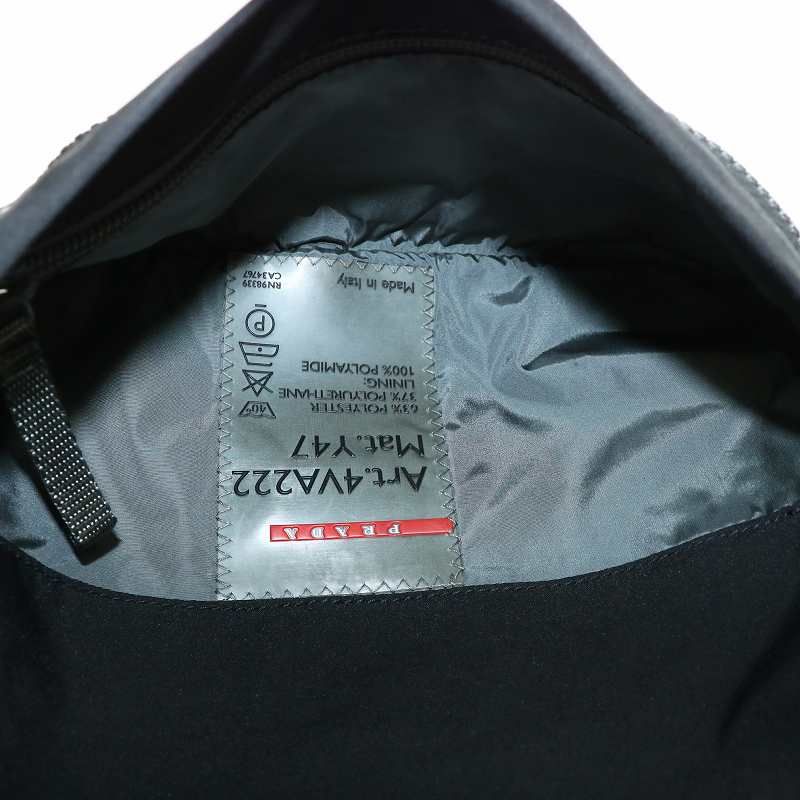 PRADA
Art.4VA222
Mat.Y47
63% POLYESTER
37% POLYURETHANE
LINING:
100% POLYAMIDE
40°
P
Made in Italy
RN98339
CA34767